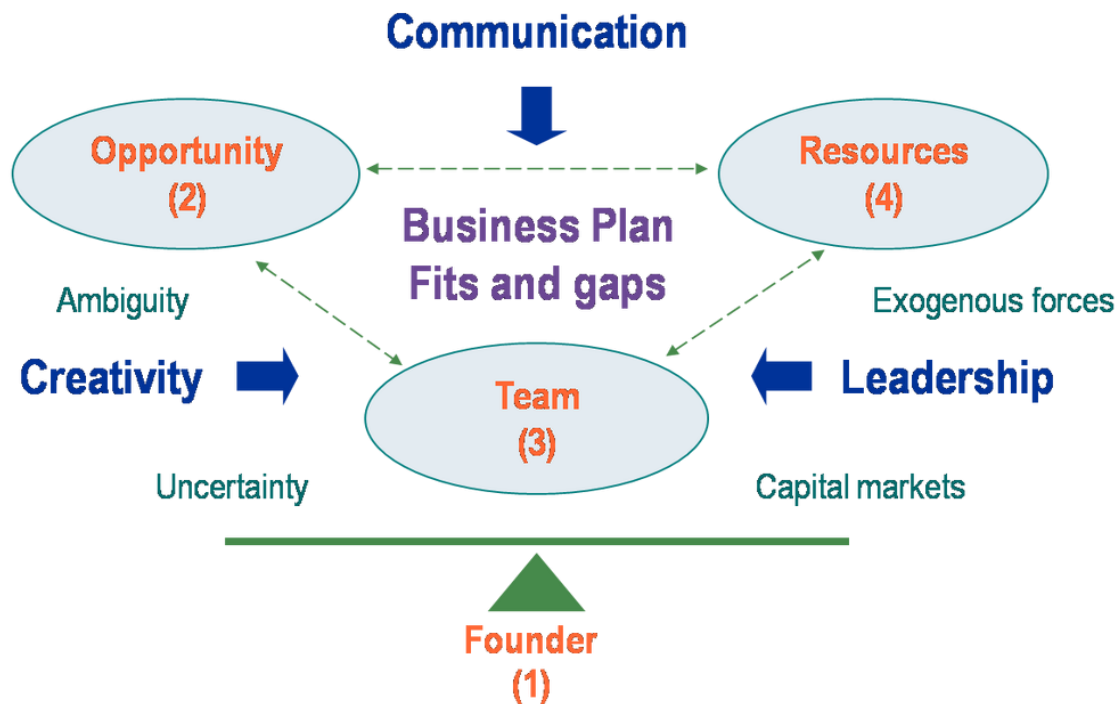 Communication
Opportunity
(2)
Resources
(4)
Business Plan
Fits and gaps
Ambiguity
Exogenous forces
Creativity
Leadership
Team
(3)
Uncertainty
Capital markets
Founder
(1)